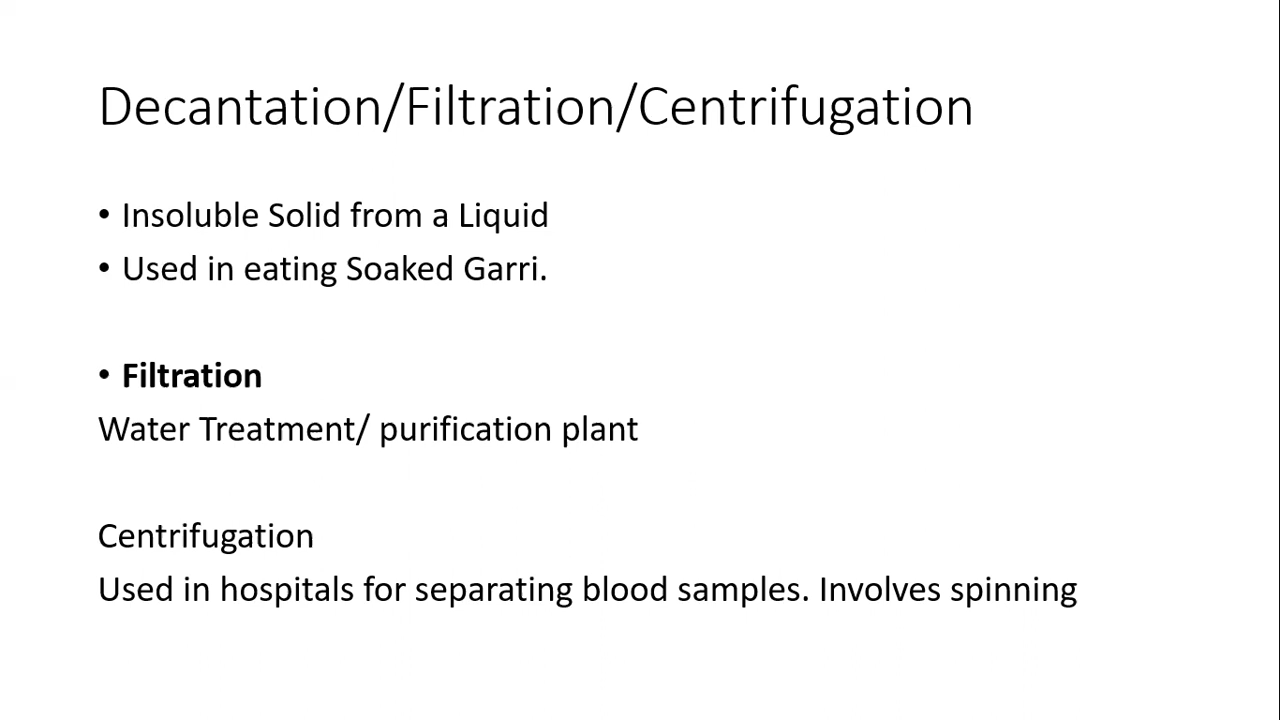 Decantation/Filtration/Centrifugation
• Insoluble Solid from a Liquid
• Used in eating Soaked Garri.
• Filtration
Water Treatment/ purification plant
Centrifugation
Used in hospitals for separating blood samples. Involves spinning